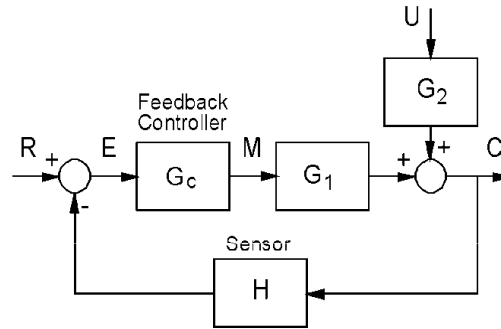 U
G2
Feedback
Controller
R + E Gc M G1 + + C
-
Sensor
H